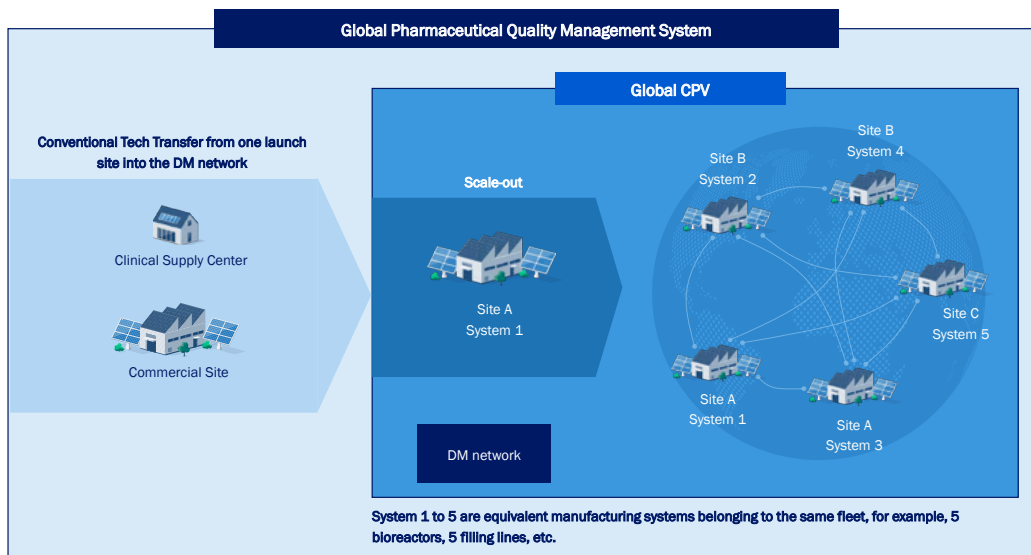 Global Pharmaceutical Quality Management System
Global CPV
Conventional Tech Transfer from one launch
site into the DM network
Clinical Supply Center
Commercial Site
Scale-out
Site A
System 1
DM network
Site B
System 2
Site B
System 4
Site C
System 5
Site A
System 1
Site A
System 3
System 1 to 5 are equivalent manufacturing systems belonging to the same fleet, for example, 5
bioreactors, 5 filling lines, etc.